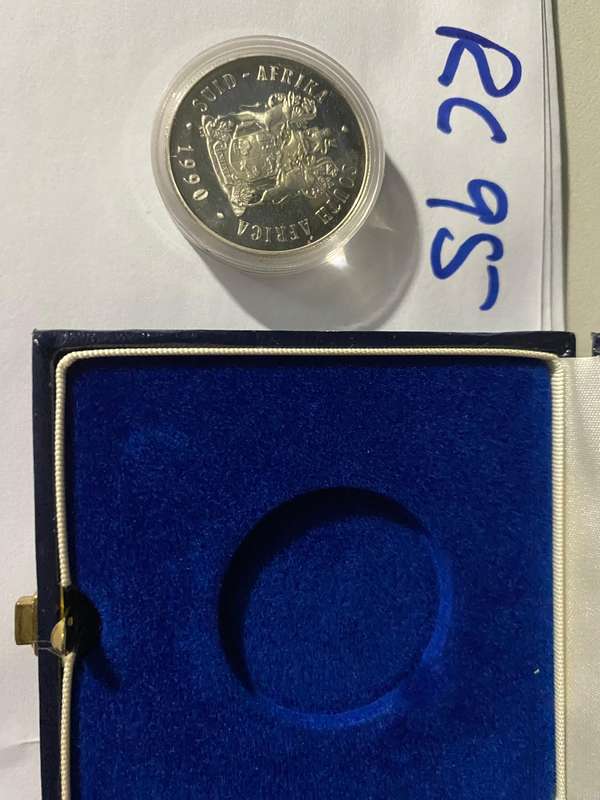 RC 95
SUID - AFRIKA · SOUTH AFRICA ·
1990